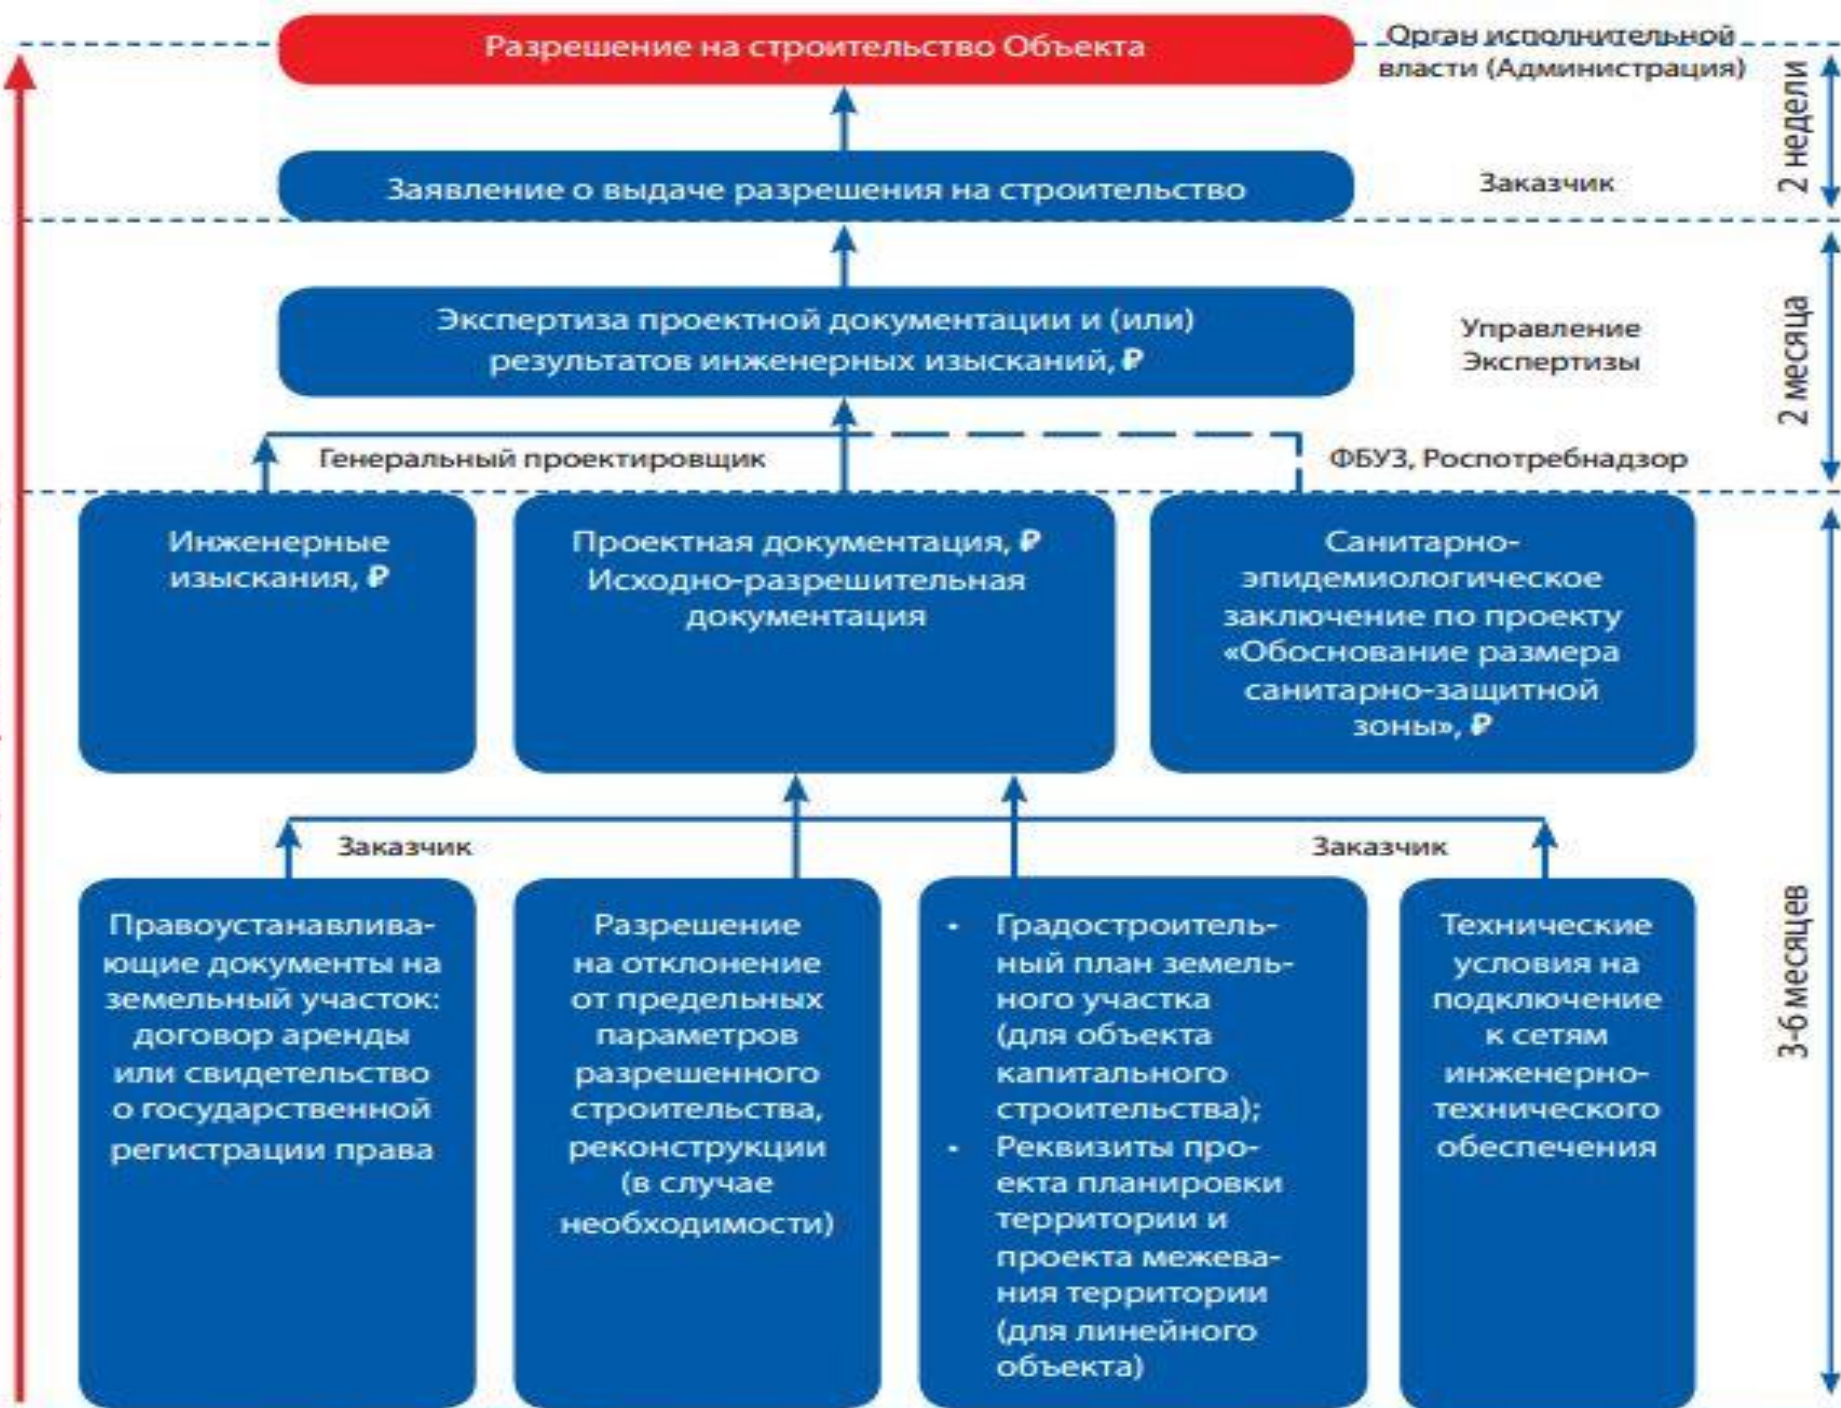 Разрешение на строительство Объекта
Орган исполнительной
власти (Администрация)
2 недели
Заявление о выдаче разрешения на строительство
Заказчик
Экспертиза проектной документации и (или)
результатов инженерных изысканий, ₽
Управление
Экспертизы
2 месяца
Генеральный проектировщик
ФБУЗ, Роспотребнадзор
Инженерные
изыскания, ₽
Проектная документация, ₽
Исходно-разрешительная
документация
Санитарно-
эпидемиологическое
заключение по проекту
«Обоснование размера
санитарно-защитной
зоны», ₽
Заказчик
Заказчик
3-6 месяцев
Правоустанавлива-
ющие документы на
земельный участок:
договор аренды
или свидетельство
о государственной
регистрации права
Разрешение
на отклонение
от предельных
параметров
разрешенного
строительства,
реконструкции
(в случае
необходимости)
• Градостроитель-
ный план земель-
ного участка
(для объекта
капитального
строительства);
• Реквизиты про-
екта планировки
территории и
проекта межева-
ния территории
(для линейного
объекта)
Технические
условия на
подключение
к сетям
инженерно-
технического
обеспечения